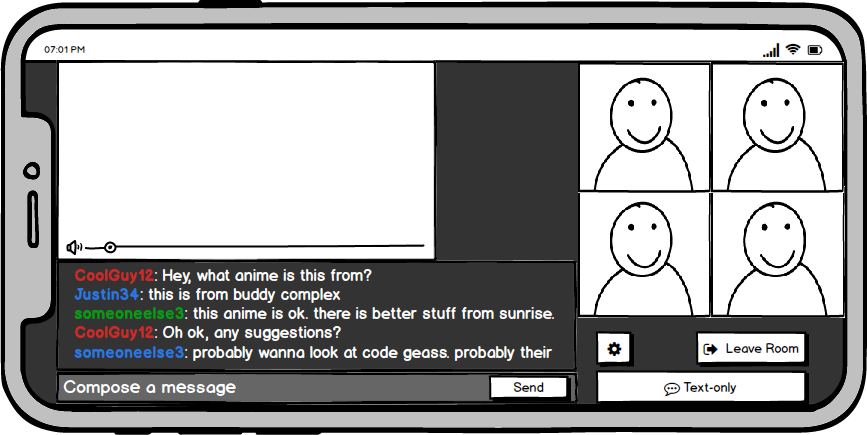 07:01 PM
CoolGuy12: Hey, what anime is this from?
Justin34: this is from buddy complex
someoneelse3: this anime is ok. there is better stuff from sunrise.
CoolGuy12: Oh ok, any suggestions?
someoneelse3: probably wanna look at code geass. probably their
Compose a message
Send
Leave Room
Text-only